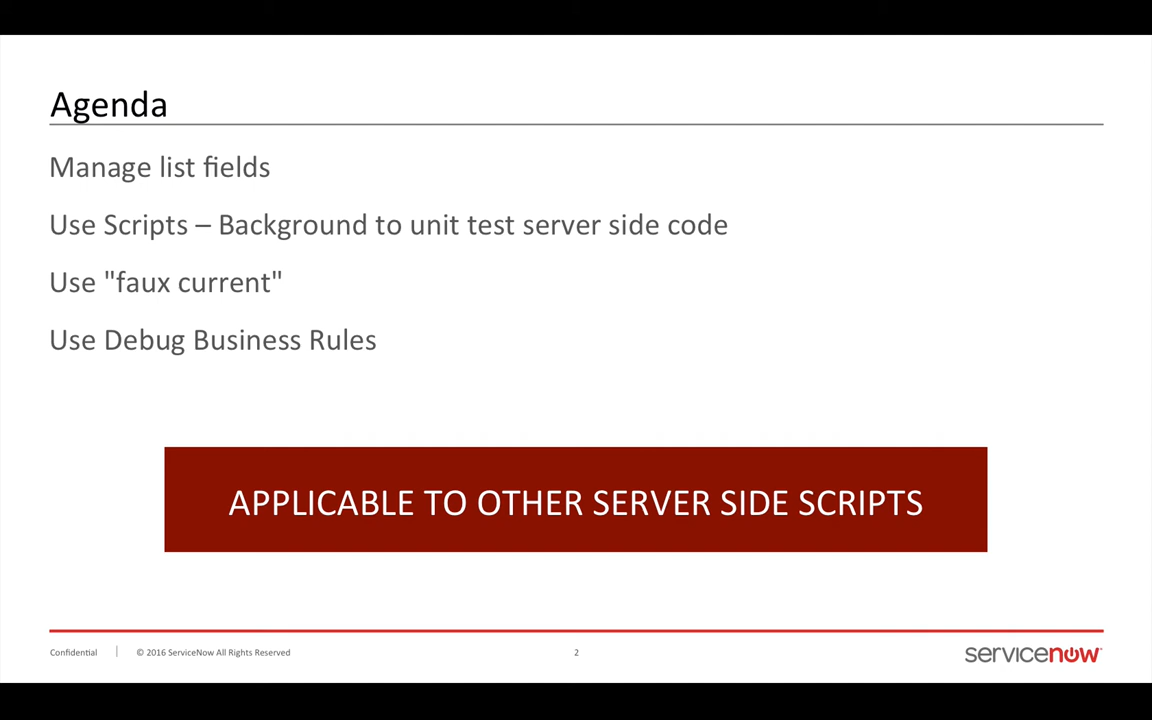 Agenda
Manage list fields
Use Scripts – Background to unit test server side code
Use "faux current"
Use Debug Business Rules
APPLICABLE TO OTHER SERVER SIDE SCRIPTS
Confidential | © 2016 ServiceNow All Rights Reserved 2 servicenow